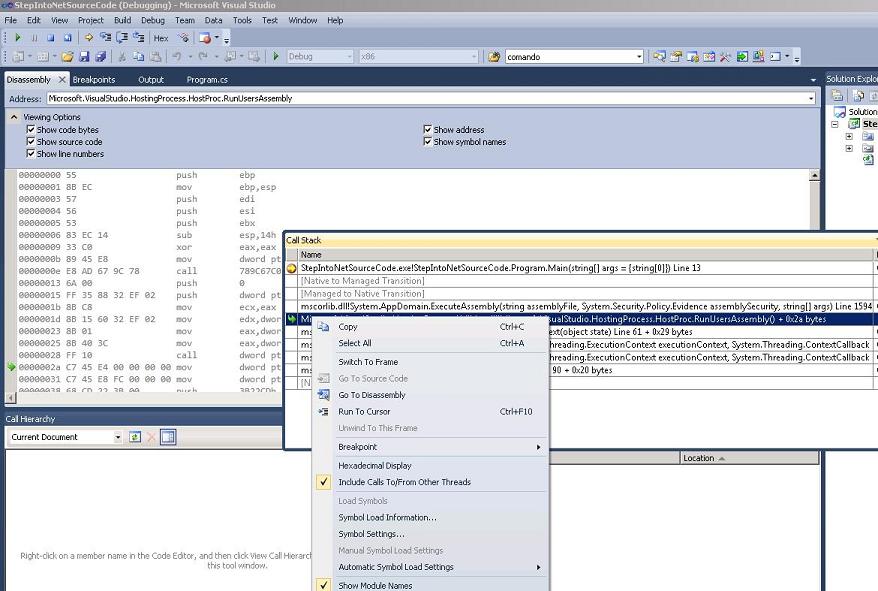 StepIntoNetSourceCode (Debugging) - Microsoft Visual Studio
File Edit View Project Build Debug Team Data Tools Test Window Help
Hex
Debug x86 comando
Disassembly Breakpoints Output Program.cs
Solution Explo
Address: Microsoft.VisualStudio.HostingProcess.HostProc.RunUsersAssembly
Solution
Viewing Options
Show code bytes Show address
Show source code Show symbol names
Show line numbers
00000000 55 push ebp
00000001 8B EC mov ebp,esp
00000003 57 push edi
00000004 56 push esi
00000005 53 push ebx
00000006 83 EC 14 sub esp,14h
00000009 33 C0 xor eax,eax
0000000b 89 45 E8 mov dword pt
0000000e E8 AD 67 9C 78 call 789C67C0
00000013 6A 00 push 0
00000015 FF 35 88 32 EF 02 push dword pt
0000001b 8B C8 mov ecx,eax
0000001d 8B 15 60 32 EF 02 mov edx,dwor
00000023 8B 01 mov eax,dwor
00000025 8B 40 3C mov eax,dwor
00000028 FF 10 call dword pt
0000002a C7 45 E4 00 00 00 00 mov dword pt
00000031 C7 45 E8 FC 00 00 00 mov dword pt
00000038 68 CD 22 3B 00 push 3B22CDh
Call Stack
Name
StepIntoNetSourceCode.exe!StepIntoNetSourceCode.Program.Main(string[] args = {string[0]}) Line 13
[Native to Managed Transition]
[Managed to Native Transition]
mscorlib.dll!System.AppDomain.ExecuteAssembly(string assemblyFile, System.Security.Policy.Evidence assemblySecurity, string[] args) Line 1594
ualStudio.HostingProcess.HostProc.RunUsersAssembly() + 0x2a bytes
ext(object state) Line 61 + 0x29 bytes
hreading.ExecutionContext executionContext, System.Threading.ContextCallback
hreading.ExecutionContext executionContext, System.Threading.ContextCallback
90 + 0x20 bytes
[N
Copy Ctrl+C
Select All Ctrl+A
Switch To Frame
Go To Source Code
Go To Disassembly
Run To Cursor Ctrl+F10
Unwind To This Frame
Breakpoint
Hexadecimal Display
Include Calls To/From Other Threads
Load Symbols
Symbol Load Information...
Symbol Settings...
Manual Symbol Load Settings
Automatic Symbol Load Settings
Show Module Names
Call Hierarchy
Current Document
Location
Right-click on a member name in the Code Editor, and then click View Call Hierarch
this tool window.